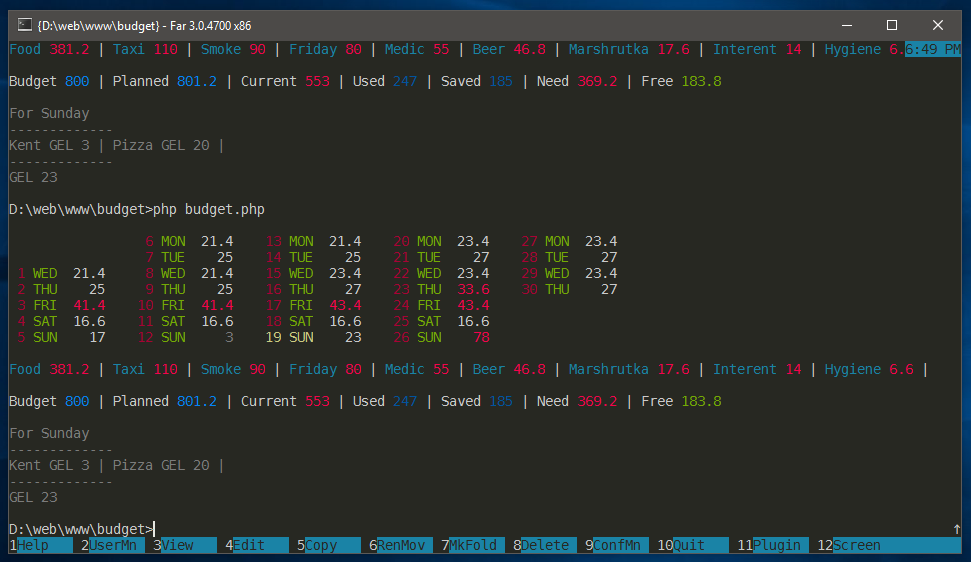 {D:\web\www\budget} - Far 3.0.4700 x86
Food 381.2 | Taxi 110 | Smoke 90 | Friday 80 | Medic 55 | Beer 46.8 | Marshrutka 17.6 | Interent 14 | Hygiene 6.6:49 PM
Budget 800 | Planned 801.2 | Current 553 | Used 247 | Saved 185 | Need 369.2 | Free 183.8
For Sunday
-------------
Kent GEL 3 | Pizza GEL 20 |
-------------
GEL 23
D:\web\www\budget>php budget.php
6 MON 21.4 13 MON 21.4 20 MON 23.4 27 MON 23.4
7 TUE 25 14 TUE 25 21 TUE 27 28 TUE 27
1 WED 21.4 8 WED 21.4 15 WED 23.4 22 WED 23.4 29 WED 23.4
2 THU 25 9 THU 25 16 THU 27 23 THU 33.6 30 THU 27
3 FRI 41.4 10 FRI 41.4 17 FRI 43.4 24 FRI 43.4
4 SAT 16.6 11 SAT 16.6 18 SAT 16.6 25 SAT 16.6
5 SUN 17 12 SUN 3 19 SUN 23 26 SUN 78
Food 381.2 | Taxi 110 | Smoke 90 | Friday 80 | Medic 55 | Beer 46.8 | Marshrutka 17.6 | Interent 14 | Hygiene 6.6 |
Budget 800 | Planned 801.2 | Current 553 | Used 247 | Saved 185 | Need 369.2 | Free 183.8
For Sunday
-------------
Kent GEL 3 | Pizza GEL 20 |
-------------
GEL 23
D:\web\www\budget> ↑
1Help 2UserMn 3View 4Edit 5Copy 6RenMov 7MkFold 8Delete 9ConfMn 10Quit 11Plugin 12Screen